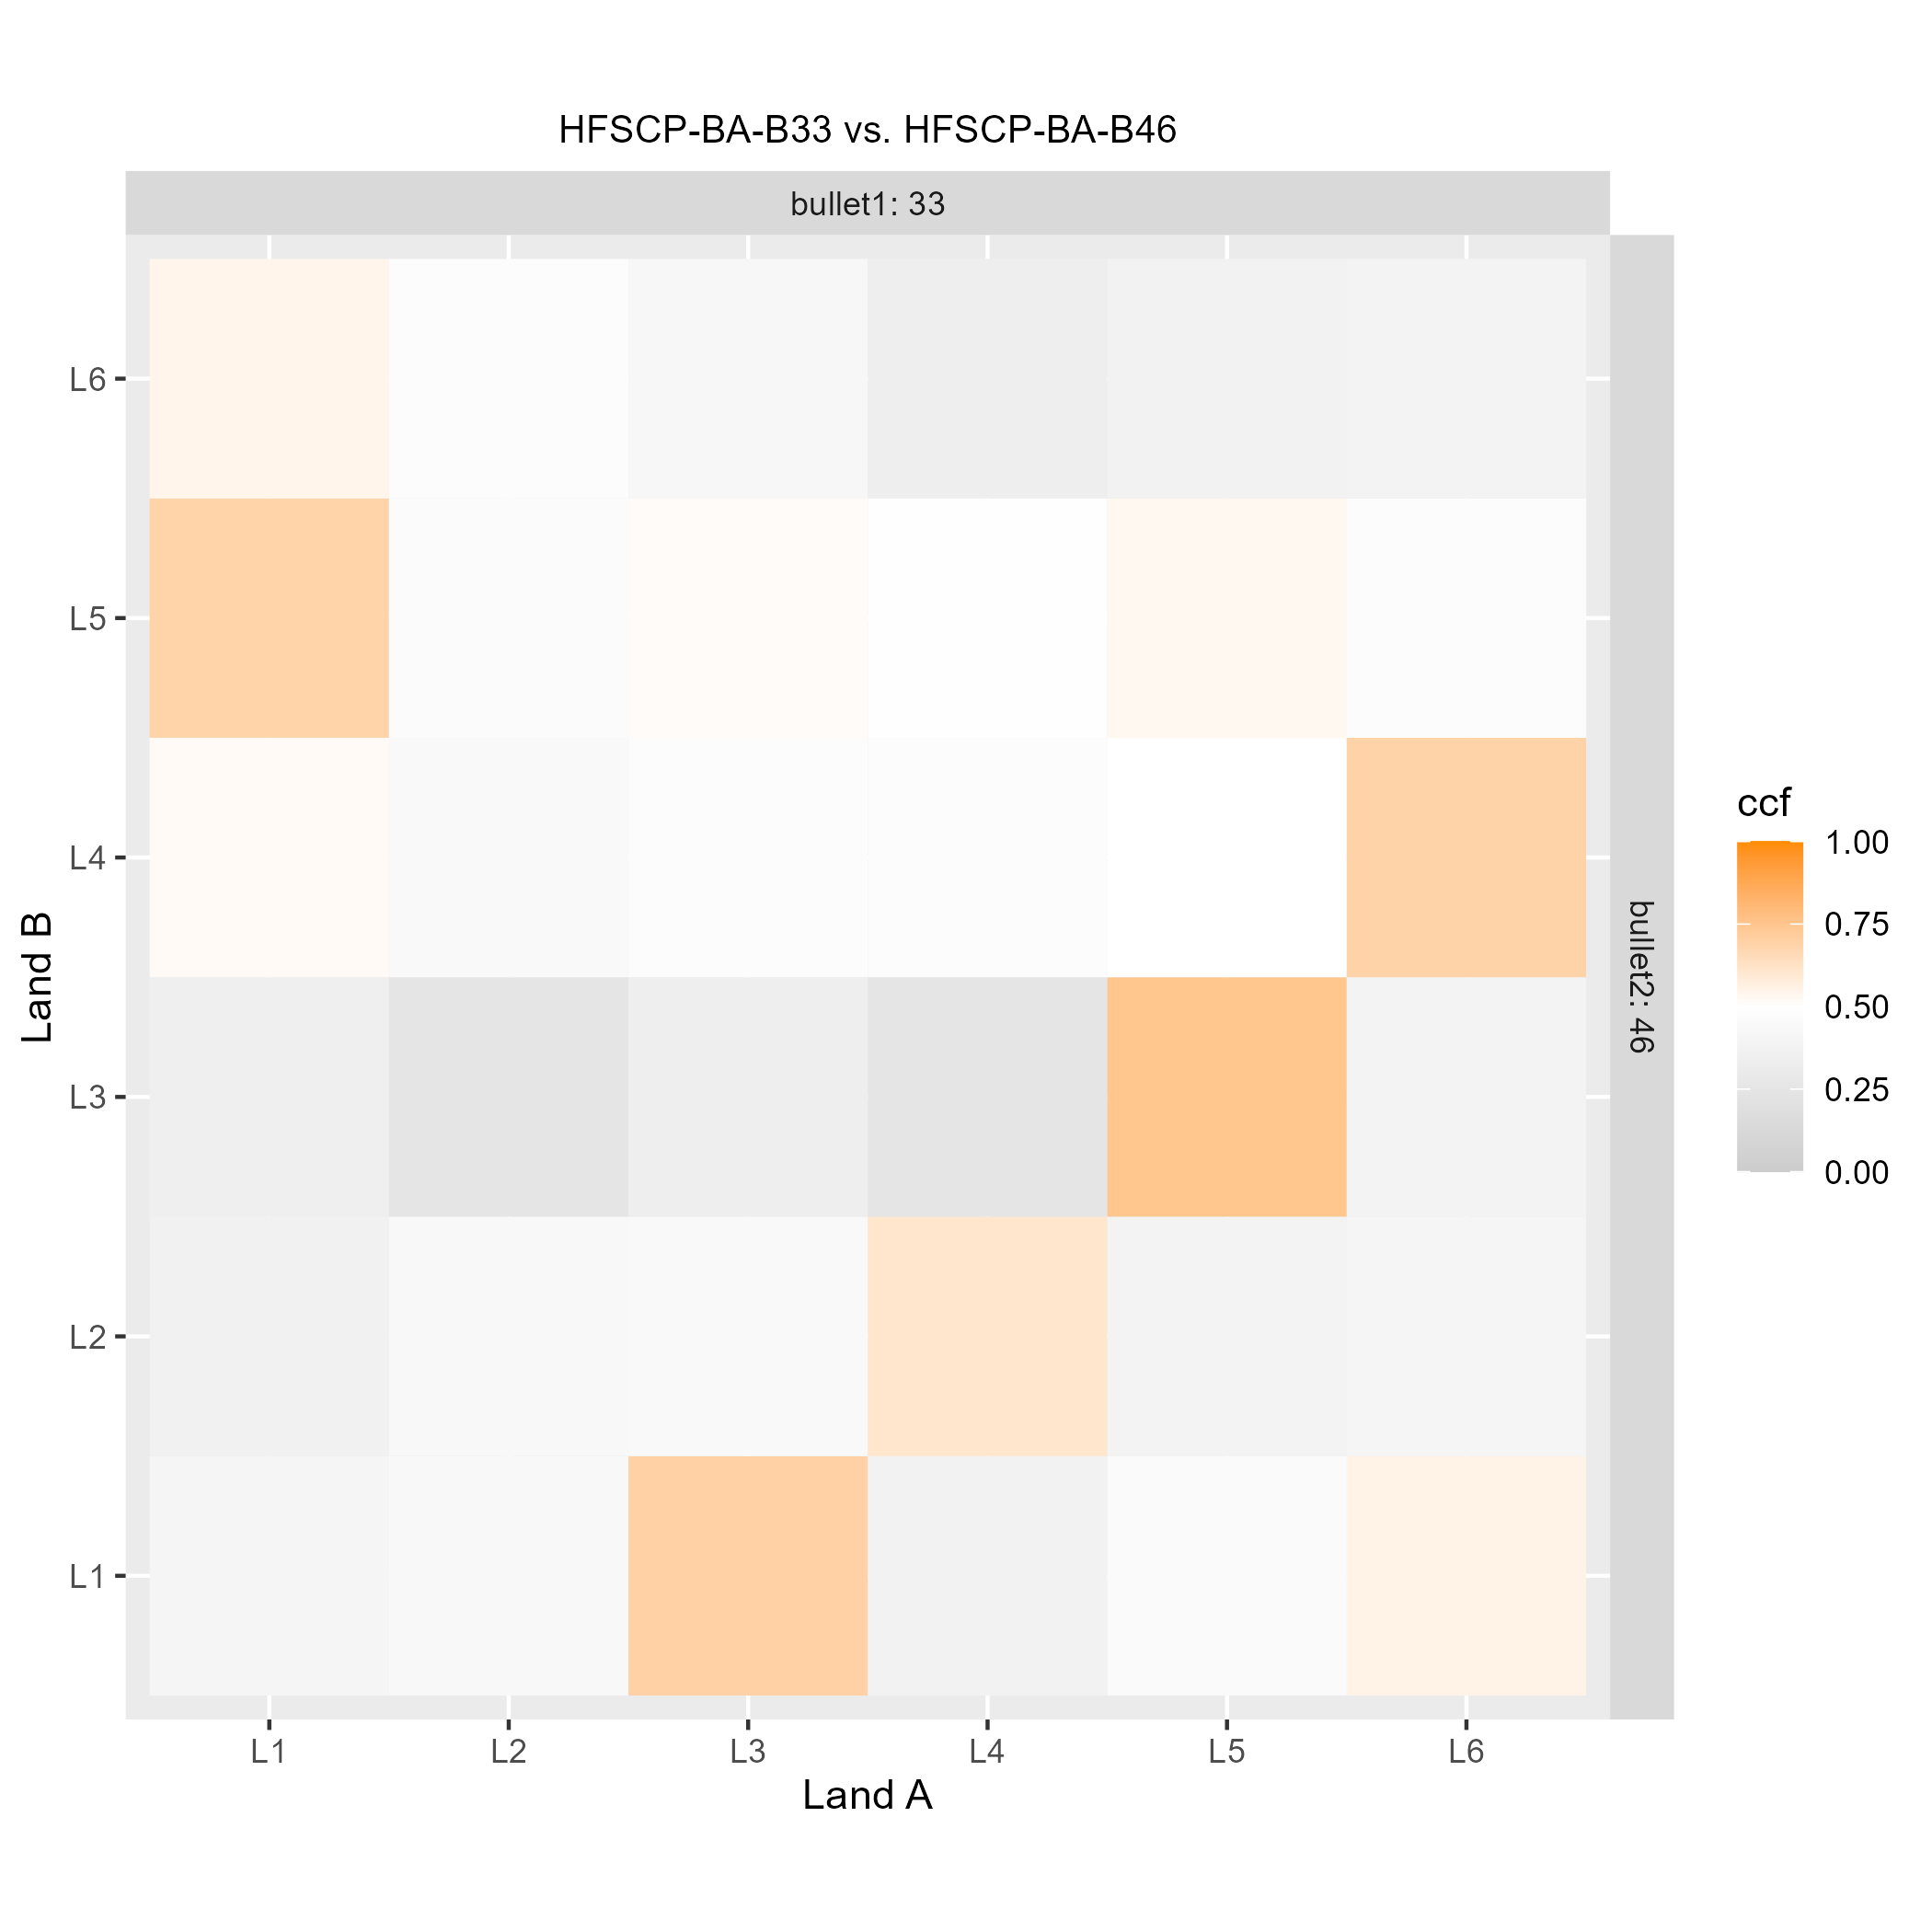 HFSCP-BA-B33 vs. HFSCP-BA-B46
bullet1: 33
bullet2: 46
Land B
L6
L5
L4
L3
L2
L1
L1 L2 L3 L4 L5 L6
Land A
ccf
1.00
0.75
0.50
0.25
0.00